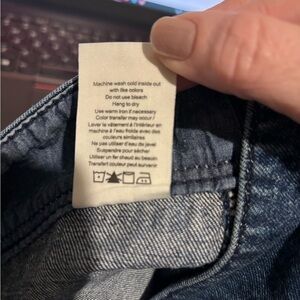 Machine wash cold inside out
with like colors
Do not use bleach
Hang to dry
Use warm iron if necessary
Color transfer may occur /
Laver le vêtement à l'intérieur en
machine à l'eau froide avec des
couleurs similaires
Ne pas utiliser d'eau de javel
Suspendre pour sécher
Utiliser un fer chaud au besoin
Transfert couleur peut survenir